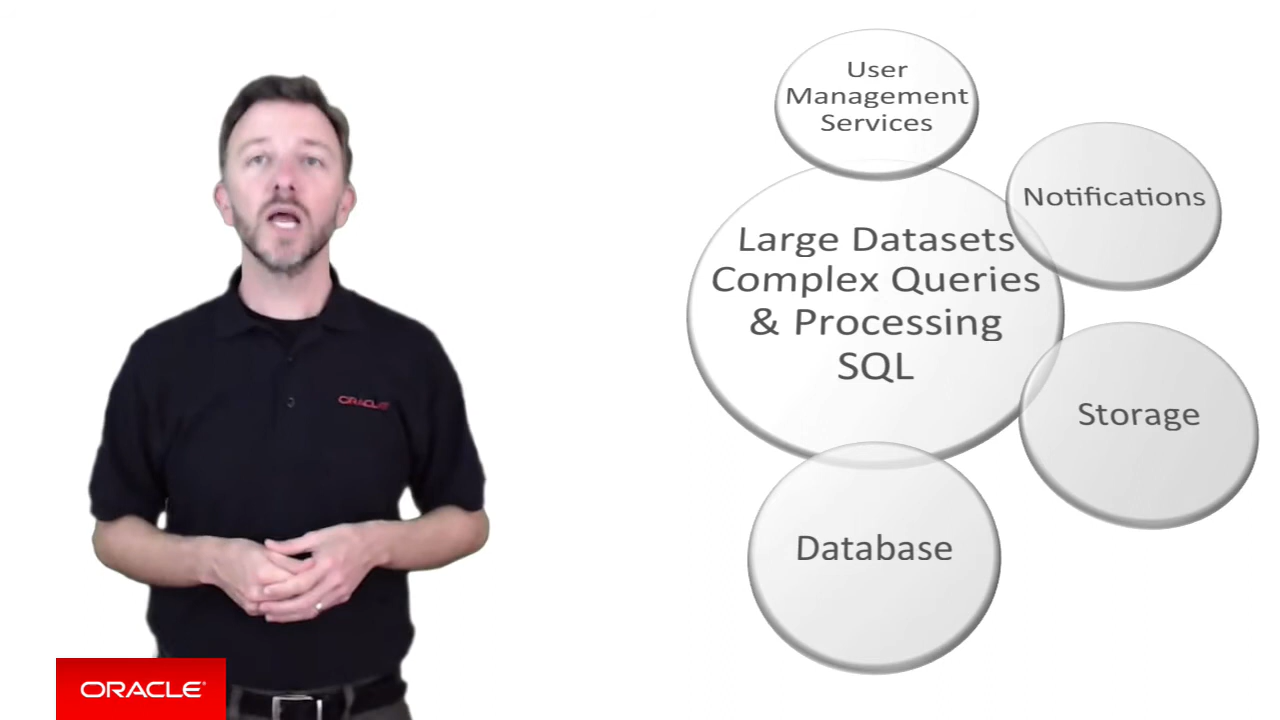 User
Management
Services
Notifications
Large Datasets
Complex Queries
& Processing
SQL
Storage
Database
ORACLE
ORACLE®